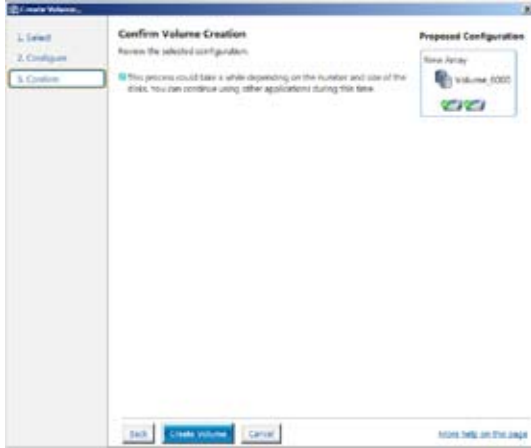 Create Volume...
1. Select
2. Configure
3. Confirm
Confirm Volume Creation
Review the selected configuration.
This process could take a while depending on the number and size of the
disks. You can continue using other applications during this time.
Proposed Configuration
New Array
Volume_0000
Back
Create Volume
Cancel
More help on this page